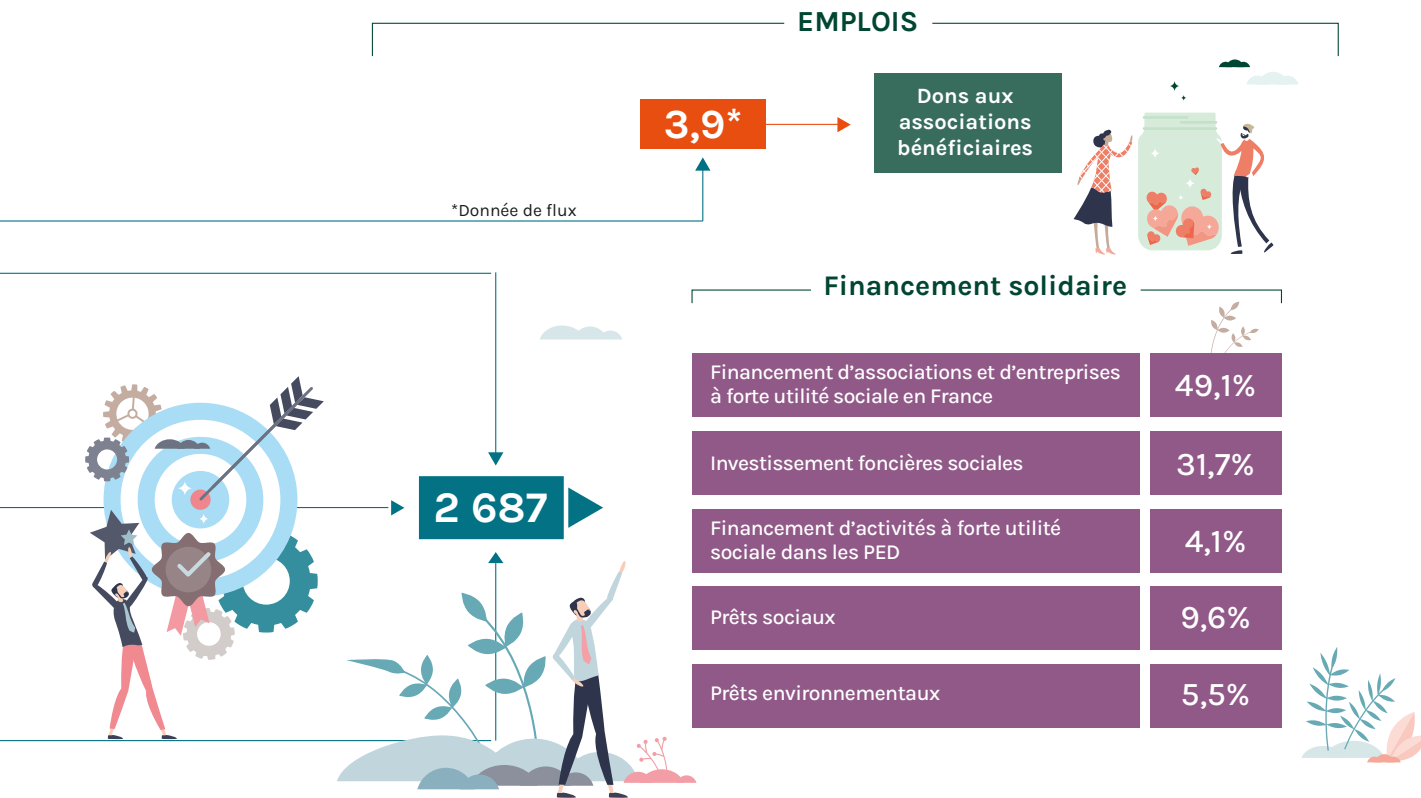 EMPLOIS
3,9*
Dons aux
associations
bénéficiaires
*Donnée de flux
Financement solidaire
Financement d’associations et d’entreprises
à forte utilité sociale en France
49,1%
Investissement foncières sociales
31,7%
2 687
Financement d’activités à forte utilité
sociale dans les PED
4,1%
Prêts sociaux
9,6%
Prêts environnementaux
5,5%